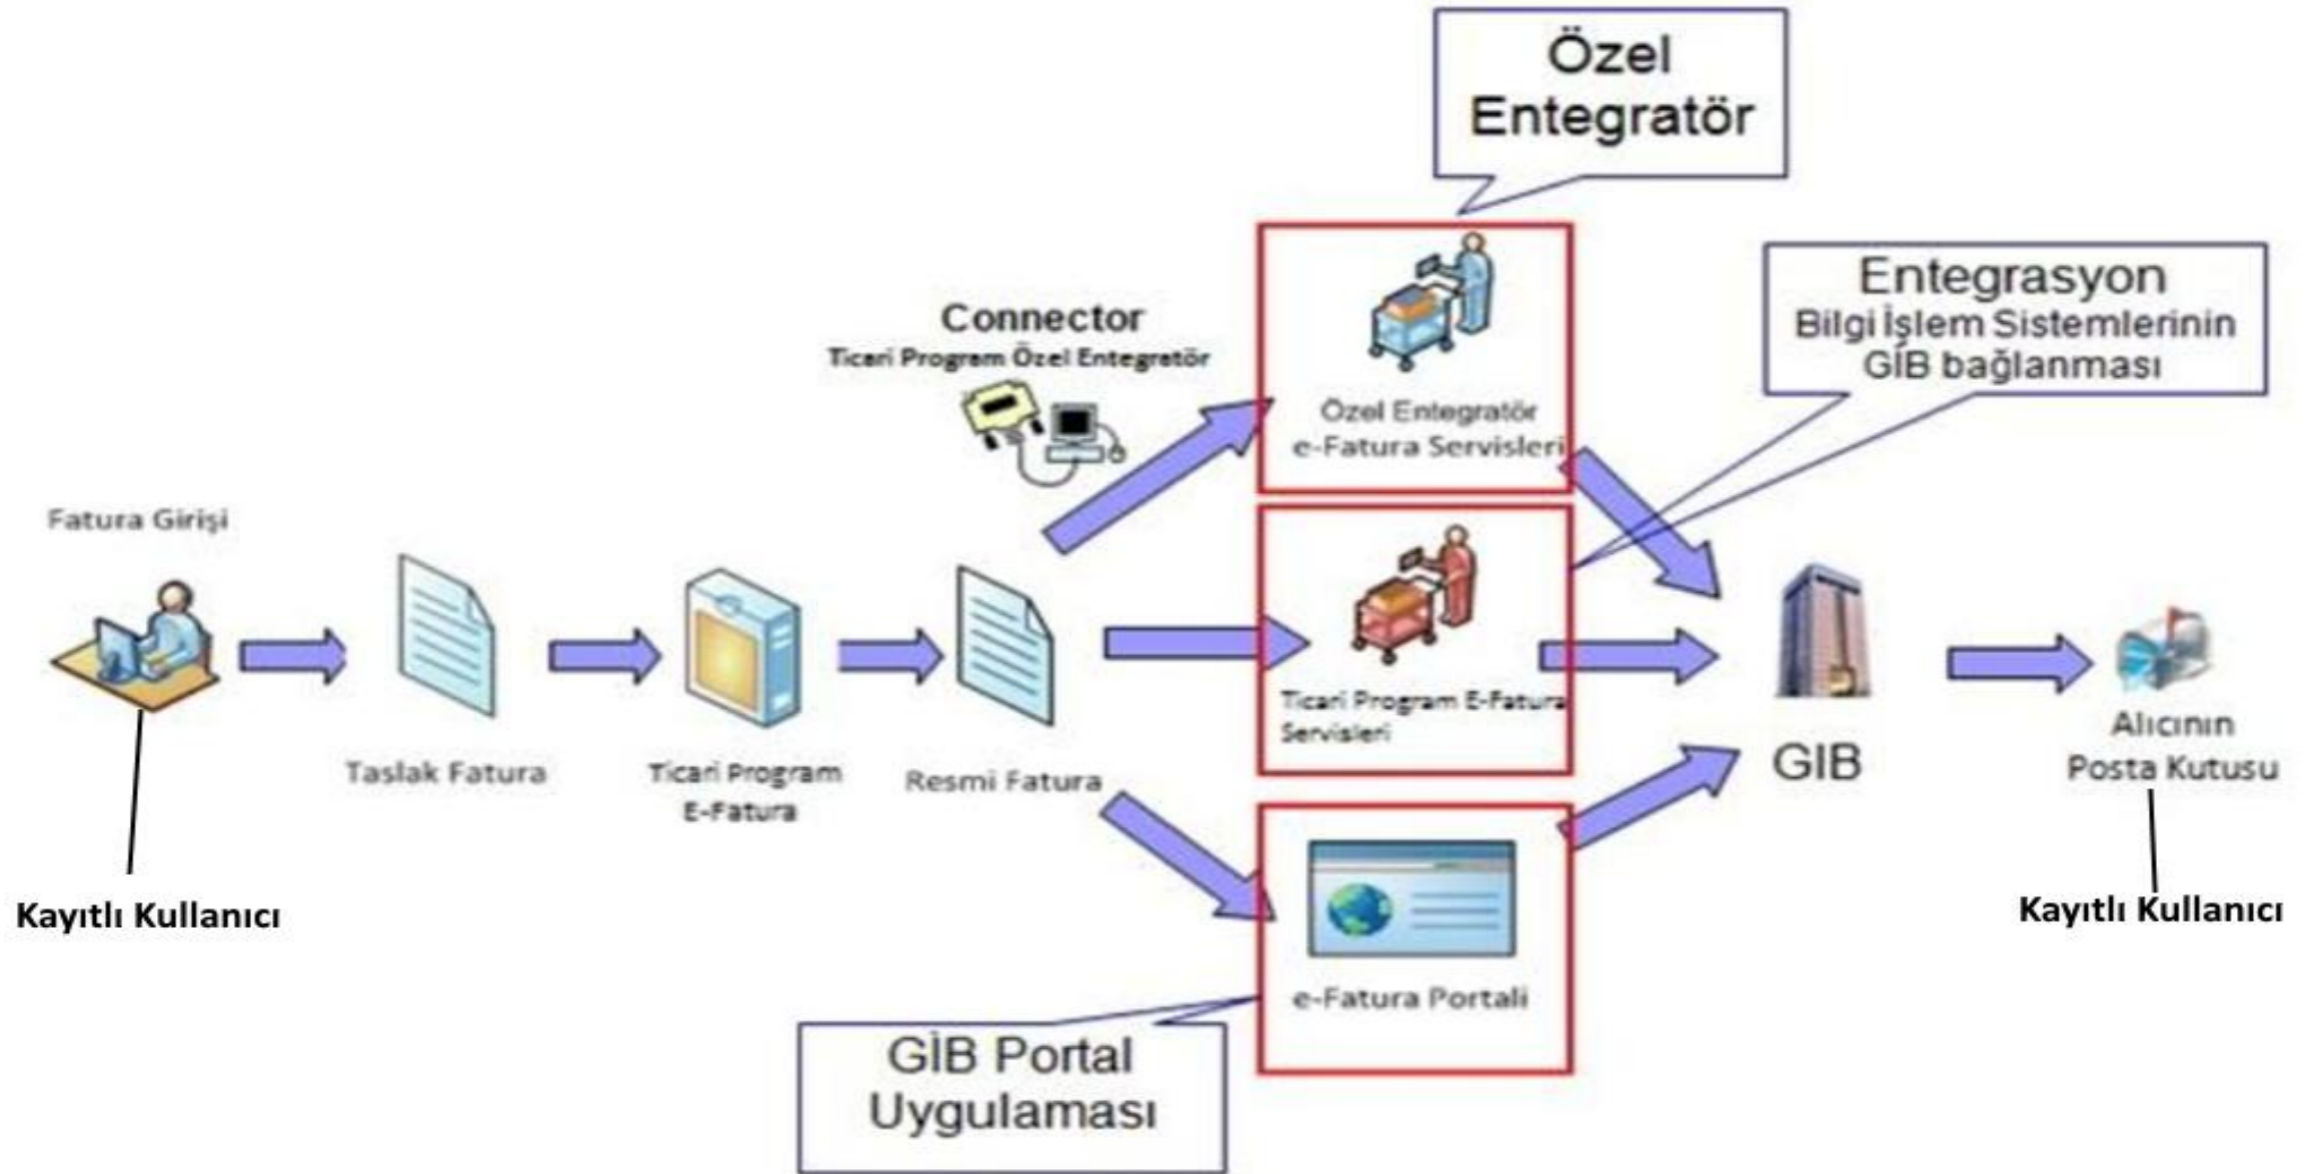 Özel
Entegratör
Entegrasyon
Bilgi İşlem Sistemlerinin
GİB bağlanması
Connector
Ticari Program Özel Entegratör
Özel Entegratör
e-Fatura Servisleri
Fatura Girişi
Taslak Fatura
Ticari Program
E-Fatura
Resmi Fatura
Ticari Program E-Fatura
Servisleri
GIB
Alıcının
Posta Kutusu
Kayıtlı Kullanıcı
Kayıtlı Kullanıcı
e-Fatura Portali
GİB Portal
Uygulaması